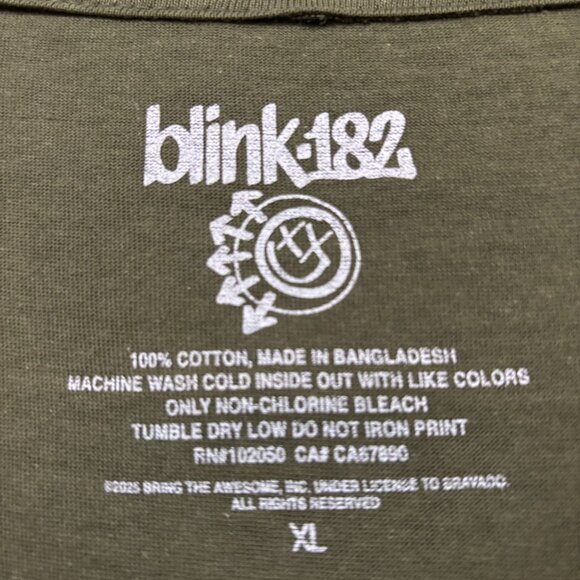 blink-182
100% COTTON, MADE IN BANGLADESH
MACHINE WASH COLD INSIDE OUT WITH LIKE COLORS
ONLY NON-CHLORINE BLEACH
TUMBLE DRY LOW DO NOT IRON PRINT
RN#102050 CA# CA67890
©2025 BRING THE AWESOME, INC. UNDER LICENSE TO BRAVADO.
ALL RIGHTS RESERVED
XL